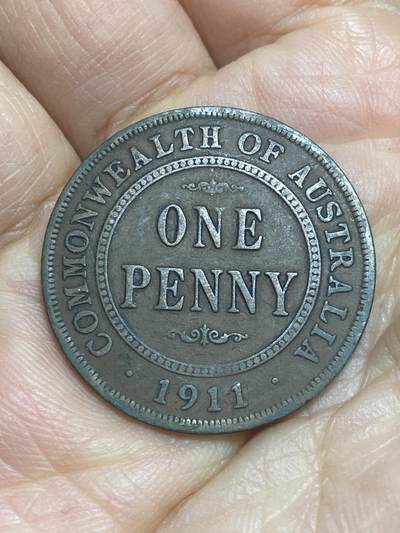 COMMONWEALTH OF AUSTRALIA
ONE
PENNY
1911